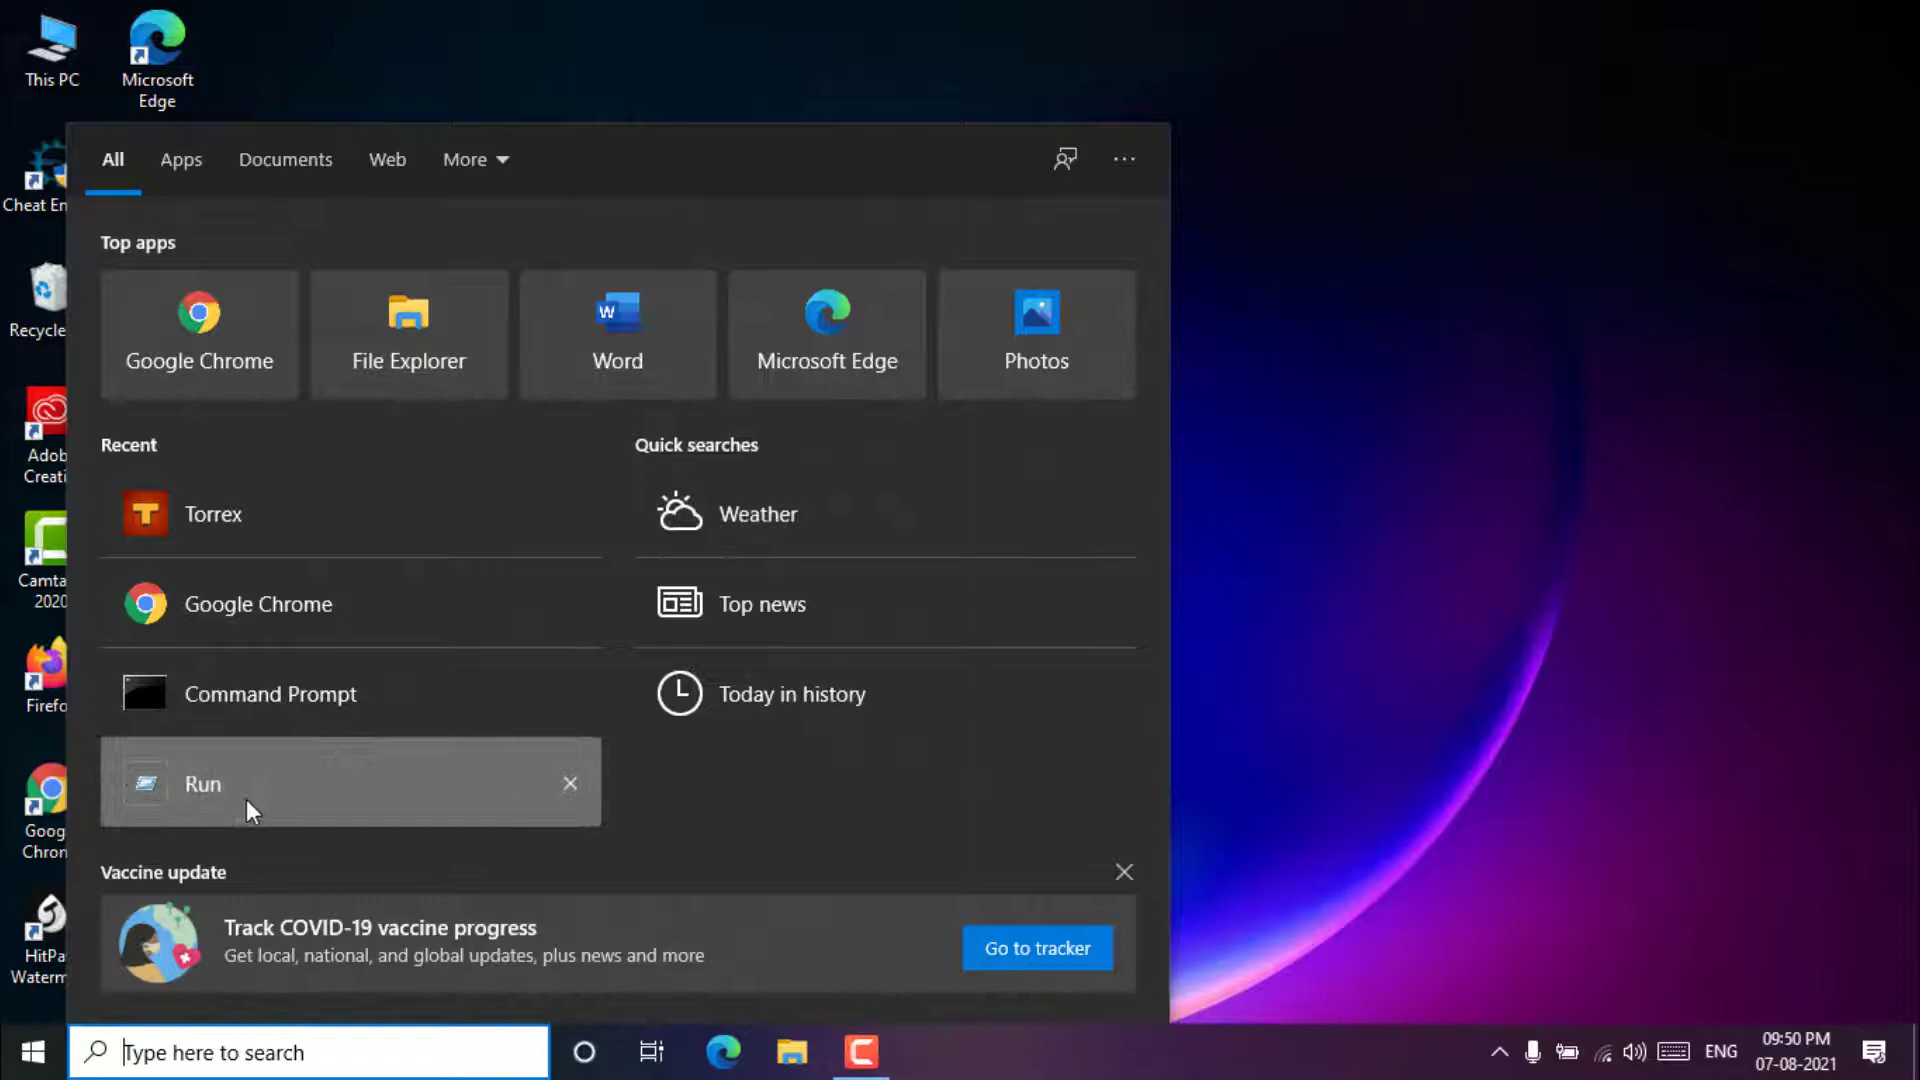 This PC
Microsoft
Edge
Cheat En
Recycle
Adob
Creati
Camta
2020
Firefo
Goog
Chron
HitPa
Waterm
All
Apps
Documents
Web
More
Top apps
Google Chrome
File Explorer
W
Word
Microsoft Edge
Photos
Recent
T
Torrex
Google Chrome
Command Prompt
Run
Quick searches
Weather
Top news
Today in history
Vaccine update
Track COVID-19 vaccine progress
Get local, national, and global updates, plus news and more
Go to tracker
Type here to search
ENG
09:50 PM
07-08-2021